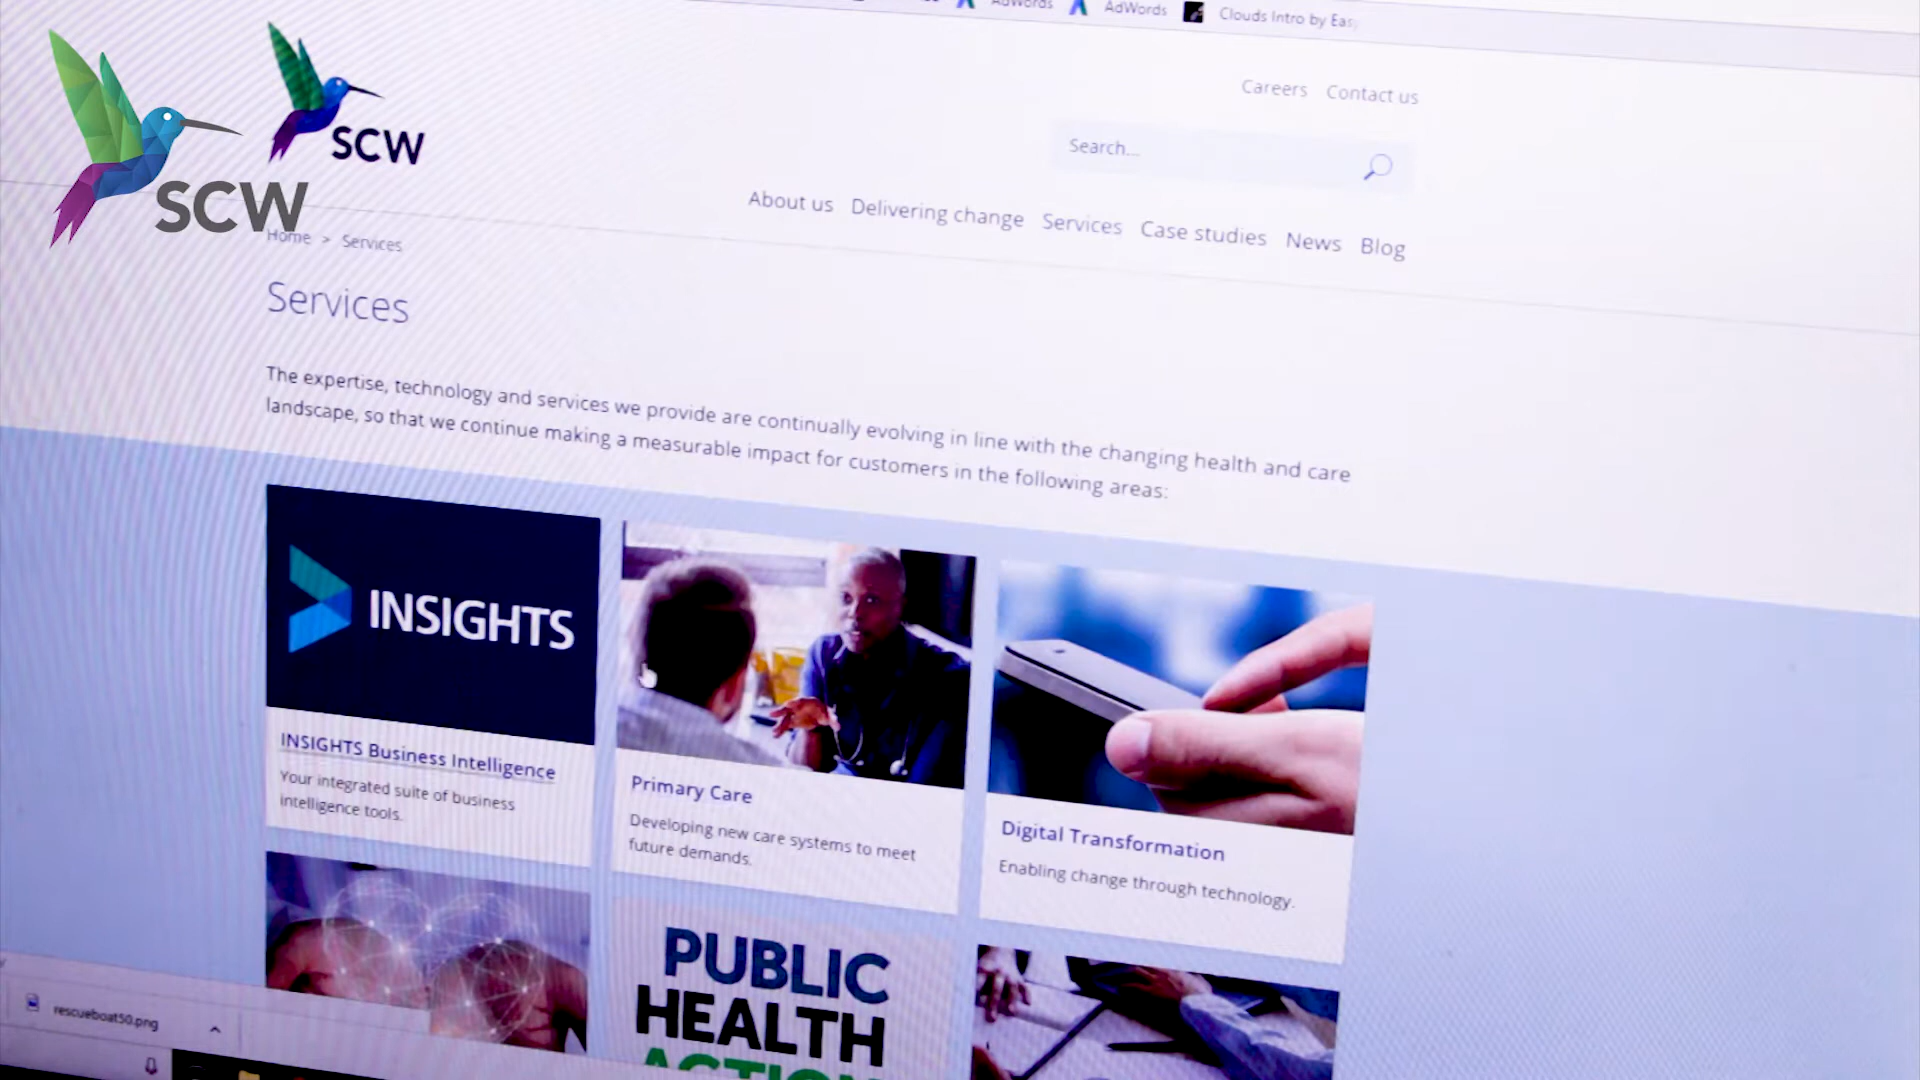 AdWords
AdWords
Clouds Intro by Easy
Careers Contact us
SCW
SCW
Search...
About us Delivering change Services Case studies News Blog
Home > Services
Services
The expertise, technology and services we provide are continually evolving in line with the changing health and care
landscape, so that we continue making a measurable impact for customers in the following areas:
INSIGHTS
INSIGHTS Business Intelligence
Your integrated suite of business
intelligence tools.
Primary Care
Developing new care systems to meet
future demands.
Digital Transformation
Enabling change through technology.
PUBLIC
HEALTH
ACTION
rescueboat50.png